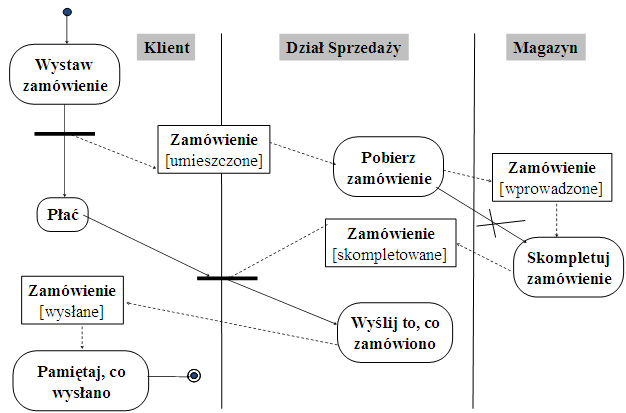 Klient
Dział Sprzedaży
Magazyn
Wystaw
zamówienie
Zamówienie
[umieszczone]
Pobierz
zamówienie
Zamówienie
[wprowadzone]
Płać
Zamówienie
[skompletowane]
Skompletuj
zamówienie
Zamówienie
[wysłane]
Wyślij to, co
zamówiono
Pamiętaj, co
wysłano